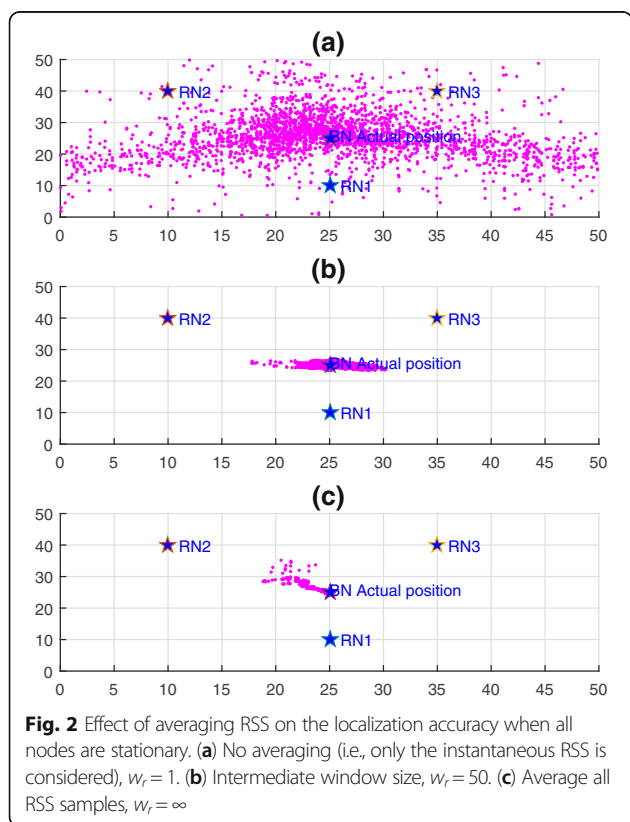 (a)
50
40
30
20
10
0
RN2
RN3
BN Actual position
RN1
0 5 10 15 20 25 30 35 40 45 50
(b)
50
40
30
20
10
0
RN2
RN3
BN Actual position
RN1
0 5 10 15 20 25 30 35 40 45 50
(c)
50
40
30
20
10
0
RN2
RN3
BN Actual position
RN1
0 5 10 15 20 25 30 35 40 45 50
Fig. 2 Effect of averaging RSS on the localization accuracy when all
nodes are stationary. (a) No averaging (i.e., only the instantaneous RSS is
considered), wᵣ = 1. (b) Intermediate window size, wᵣ = 50. (c) Average all
RSS samples, wᵣ = ∞